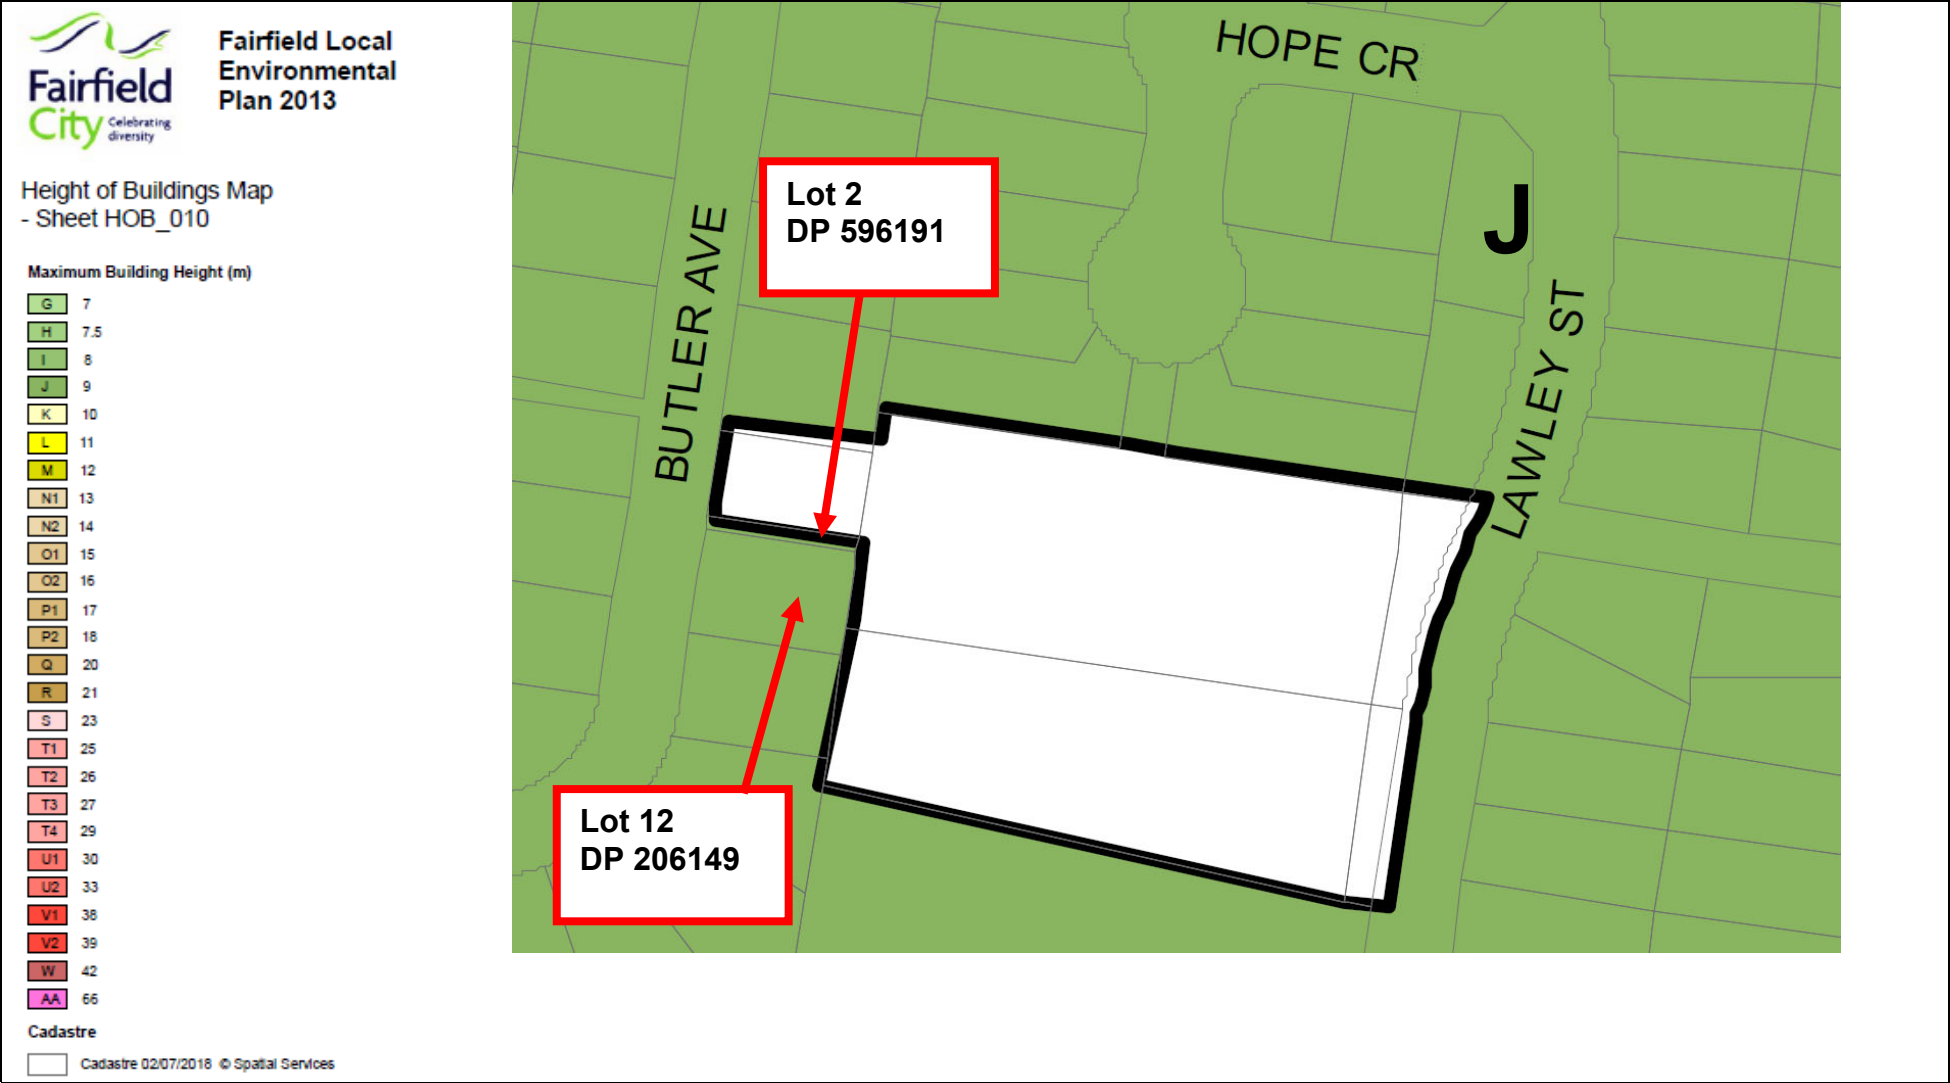 Fairfield
City Celebrating
diversity
Fairfield Local
Environmental
Plan 2013
Height of Buildings Map
- Sheet HOB_010
Maximum Building Height (m)
G 7
H 7.5
I 8
J 9
K 10
L 11
M 12
N1 13
N2 14
O1 15
O2 16
P1 17
P2 18
Q 20
R 21
S 23
T1 25
T2 26
T3 27
T4 29
U1 30
U2 33
V1 38
V2 39
W 42
AA 66
Cadastre
Cadastre 02/07/2018 © Spatial Services
HOPE CR
Lot 2
DP 596191
J
BUTLER AVE
LAWLEY ST
Lot 12
DP 206149